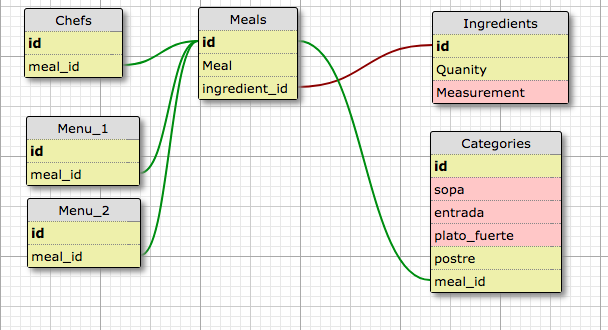 Chefs
id
meal_id
Meals
id
Meal
ingredient_id
Ingredients
id
Quanity
Measurement
Menu_1
id
meal_id
Menu_2
id
meal_id
Categories
id
sopa
entrada
plato_fuerte
postre
meal_id